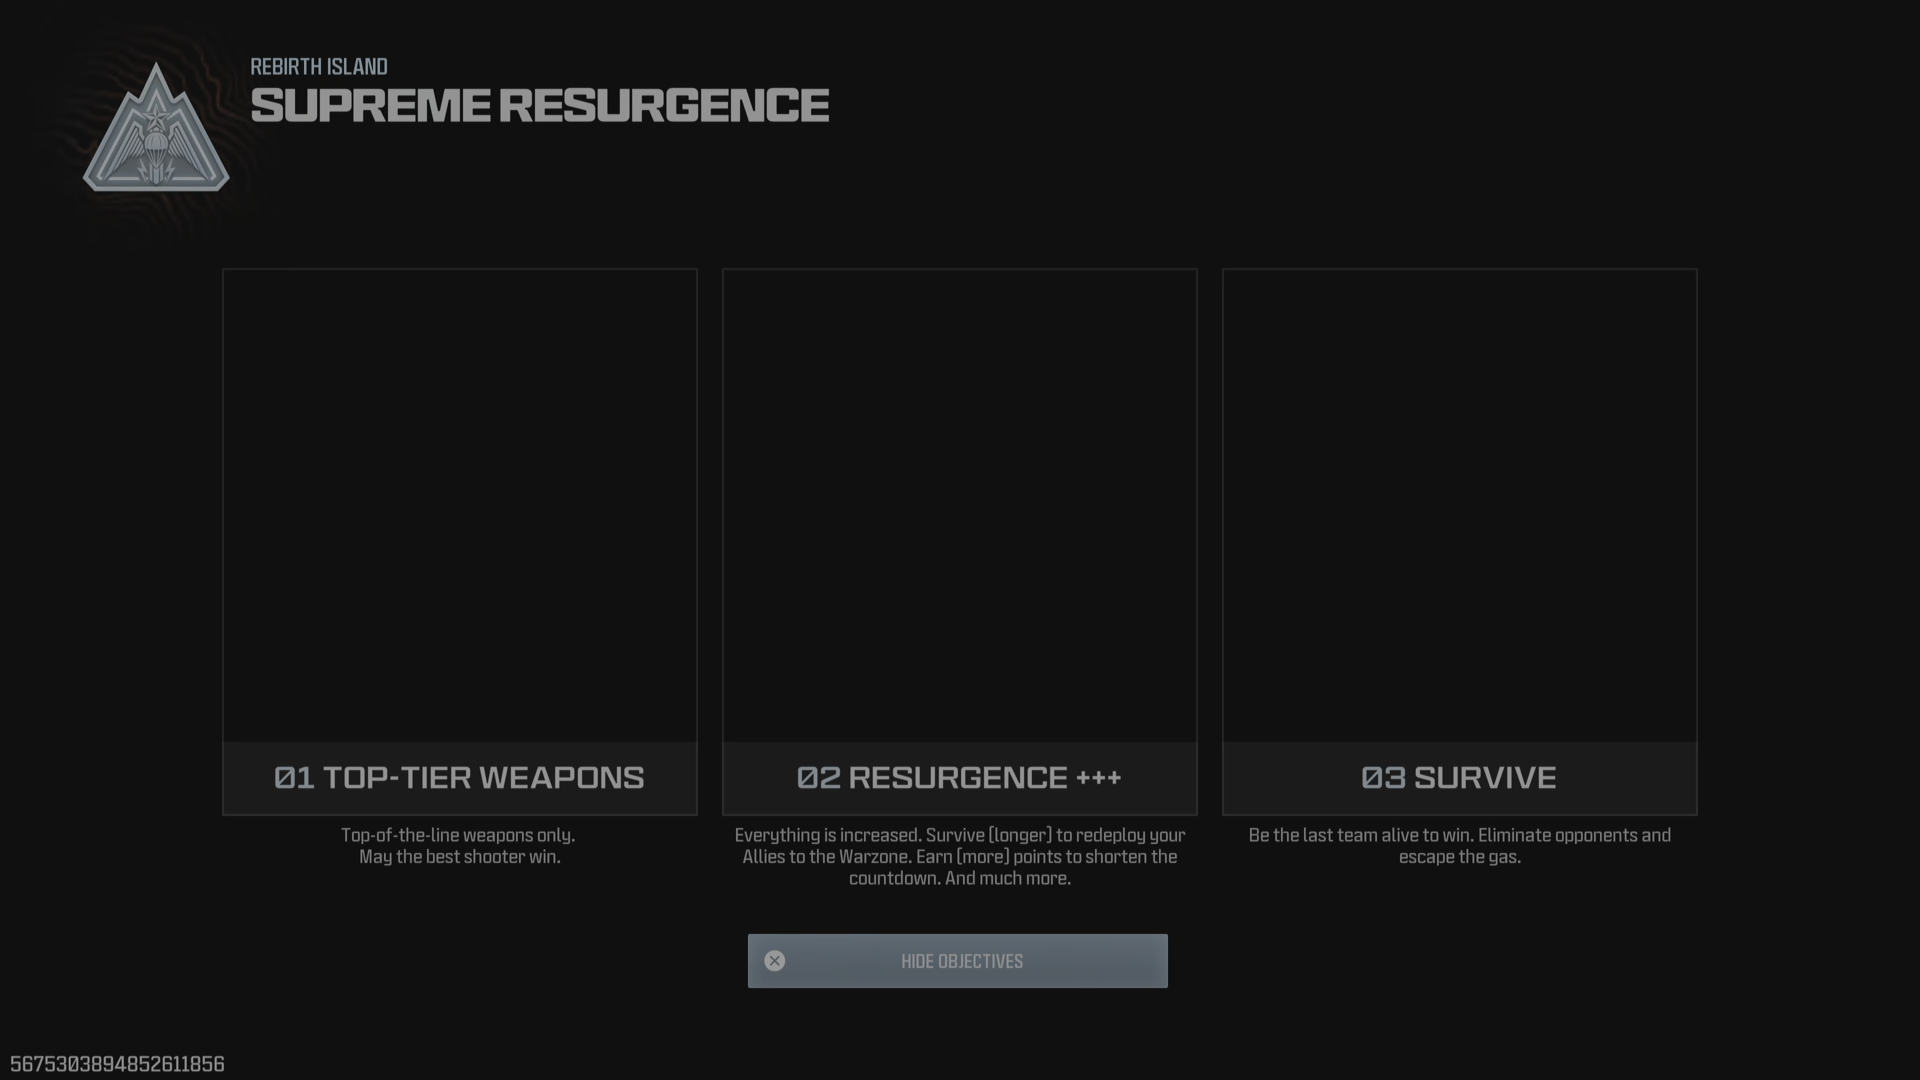 REBIRTH ISLAND
SUPREME RESURGENCE
01 TOP-TIER WEAPONS
Top-of-the-line weapons only.
May the best shooter win.
02 RESURGENCE +++
Everything is increased. Survive (longer) to redeploy your
Allies to the Warzone. Earn (more) points to shorten the
countdown. And much more.
03 SURVIVE
Be the last team alive to win. Eliminate opponents and
escape the gas.
HIDE OBJECTIVES
5675303894852611856